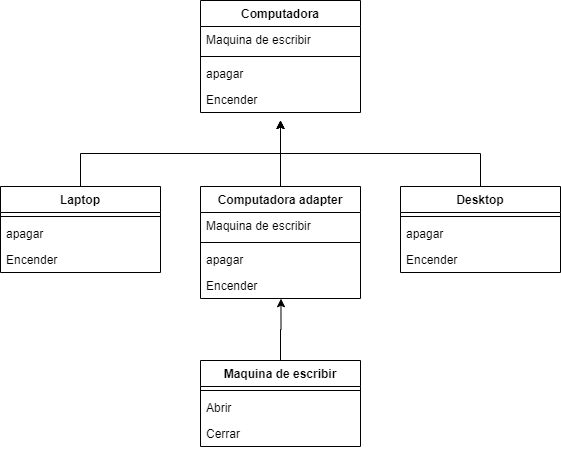 Computadora
Maquina de escribir
apagar
Encender
Laptop
apagar
Encender
Computadora adapter
Maquina de escribir
apagar
Encender
Desktop
apagar
Encender
Maquina de escribir
Abrir
Cerrar